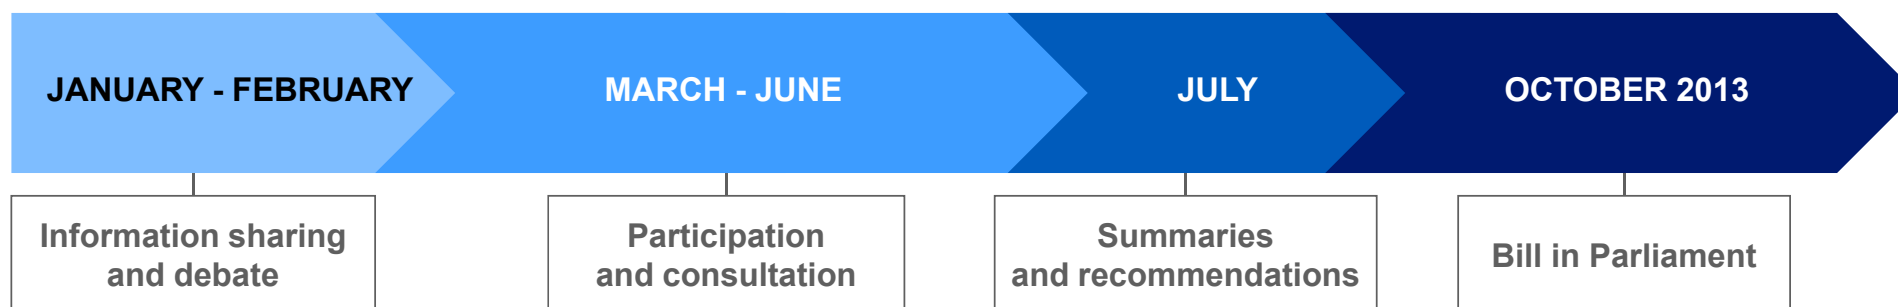 JANUARY - FEBRUARY
MARCH - JUNE
JULY
OCTOBER 2013
Information sharing
and debate
Participation
and consultation
Summaries
and recommendations
Bill in Parliament